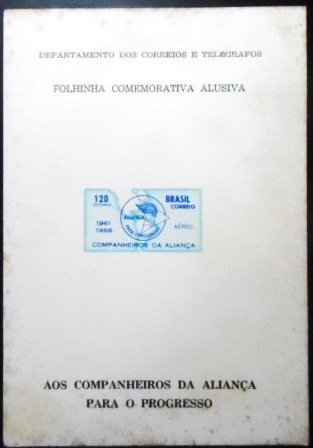 DEPARTAMENTO DOS CORREIOS E TELÉGRAFOS
FOLHINHA COMEMORATIVA ALUSIVA
120
BRASIL
CORREIO
1961
1966
AÉREO
COMPANHEIROS DA ALIANÇA
AOS COMPANHEIROS DA ALIANÇA
PARA O PROGRESSO